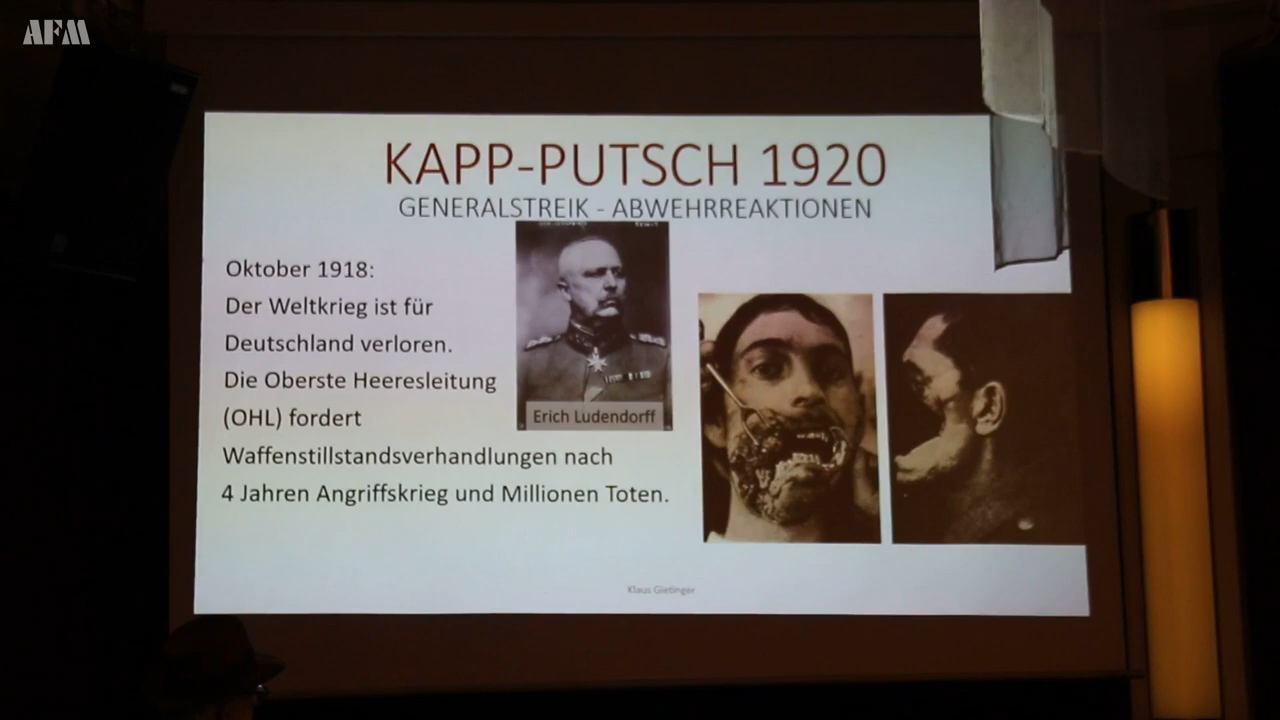 AFM
KAPP-PUTSCH 1920
GENERALSTREIK - ABWEHRREAKTIONEN
Oktober 1918:
Der Weltkrieg ist für
Deutschland verloren.
Die Oberste Heeresleitung
(OHL) fordert
Waffenstillstandsverhandlungen nach
4 Jahren Angriffskrieg und Millionen Toten.
Erich Ludendorff
Klaus Gietinger